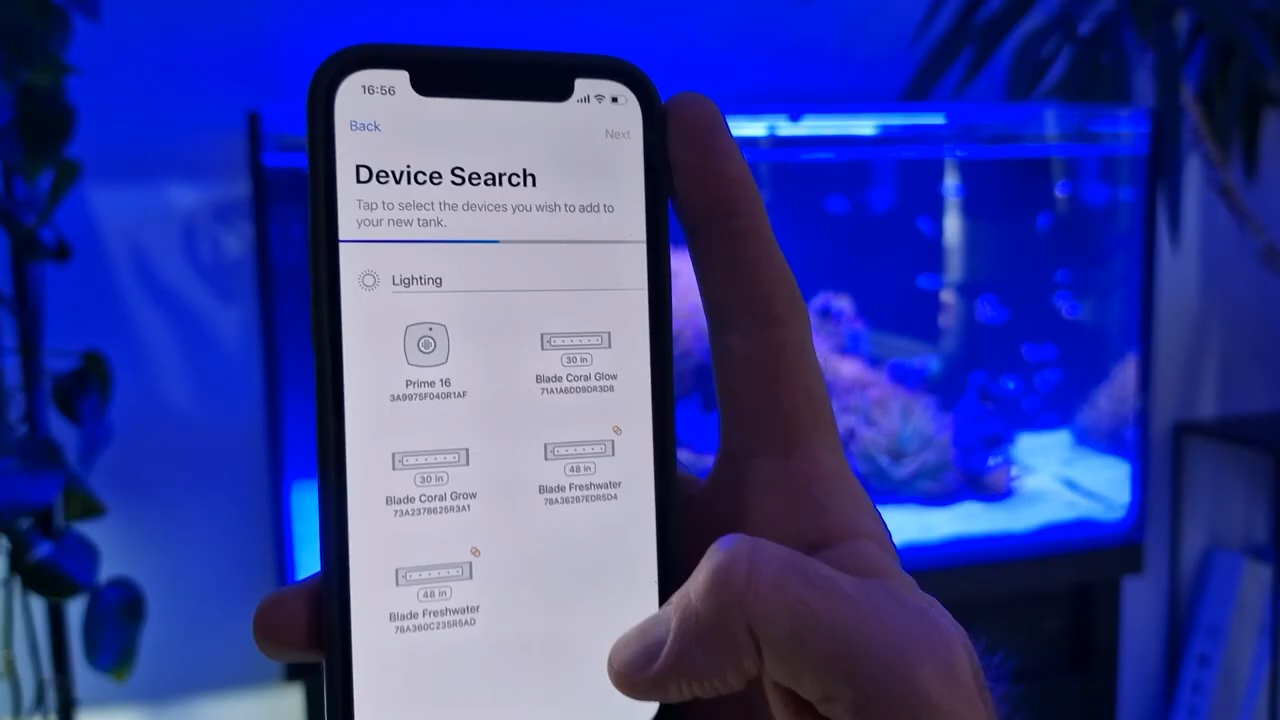 16:56
Back
Next
Device Search
Tap to select the devices you wish to add to
your new tank.
Lighting
Prime 16
3A9975F040R1AF
30 in
Blade Coral Glow
71A1A6DD9DR3DB
30 in
Blade Coral Grow
73A2378625R3A1
48 in
Blade Freshwater
78A36287EDR5D4
48 in
Blade Freshwater
78A360C235R5AD